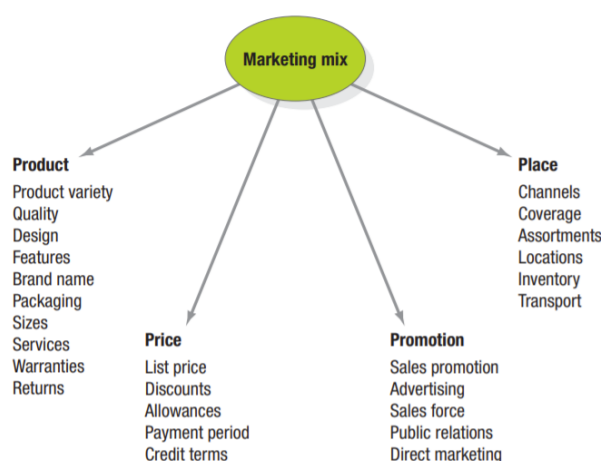 Marketing mix
Product
Product variety
Quality
Design
Features
Brand name
Packaging
Sizes
Services
Warranties
Returns
Price
List price
Discounts
Allowances
Payment period
Credit terms
Promotion
Sales promotion
Advertising
Sales force
Public relations
Direct marketing
Place
Channels
Coverage
Assortments
Locations
Inventory
Transport